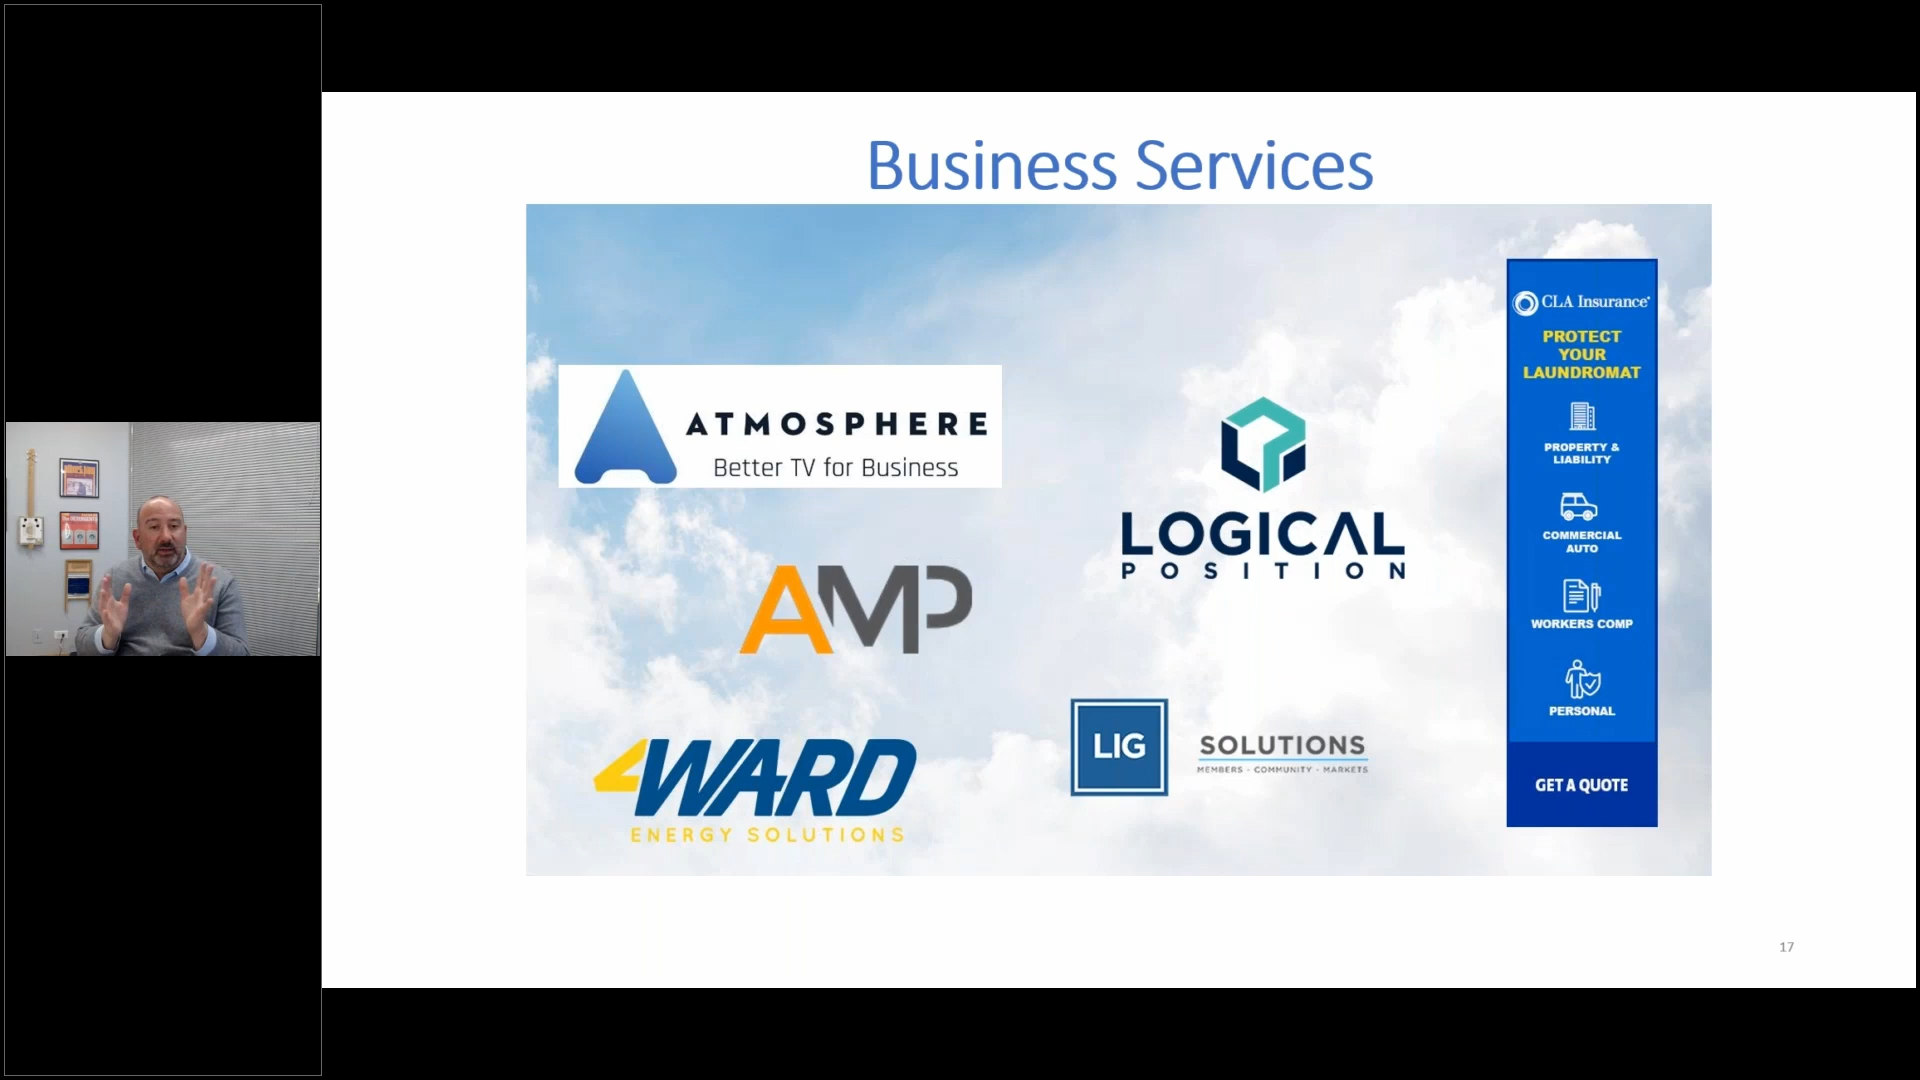 Business Services
ATMOSPHERE
Better TV for Business
AMP
4WARD
ENERGY SOLUTIONS
LOGICAL
POSITION
LIG
SOLUTIONS
MEMBERS · COMMUNITY · MARKETS
CLA Insurance
PROTECT
YOUR
LAUNDROMAT
PROPERTY &
LIABILITY
COMMERCIAL
AUTO
WORKERS COMP
PERSONAL
GET A QUOTE
17